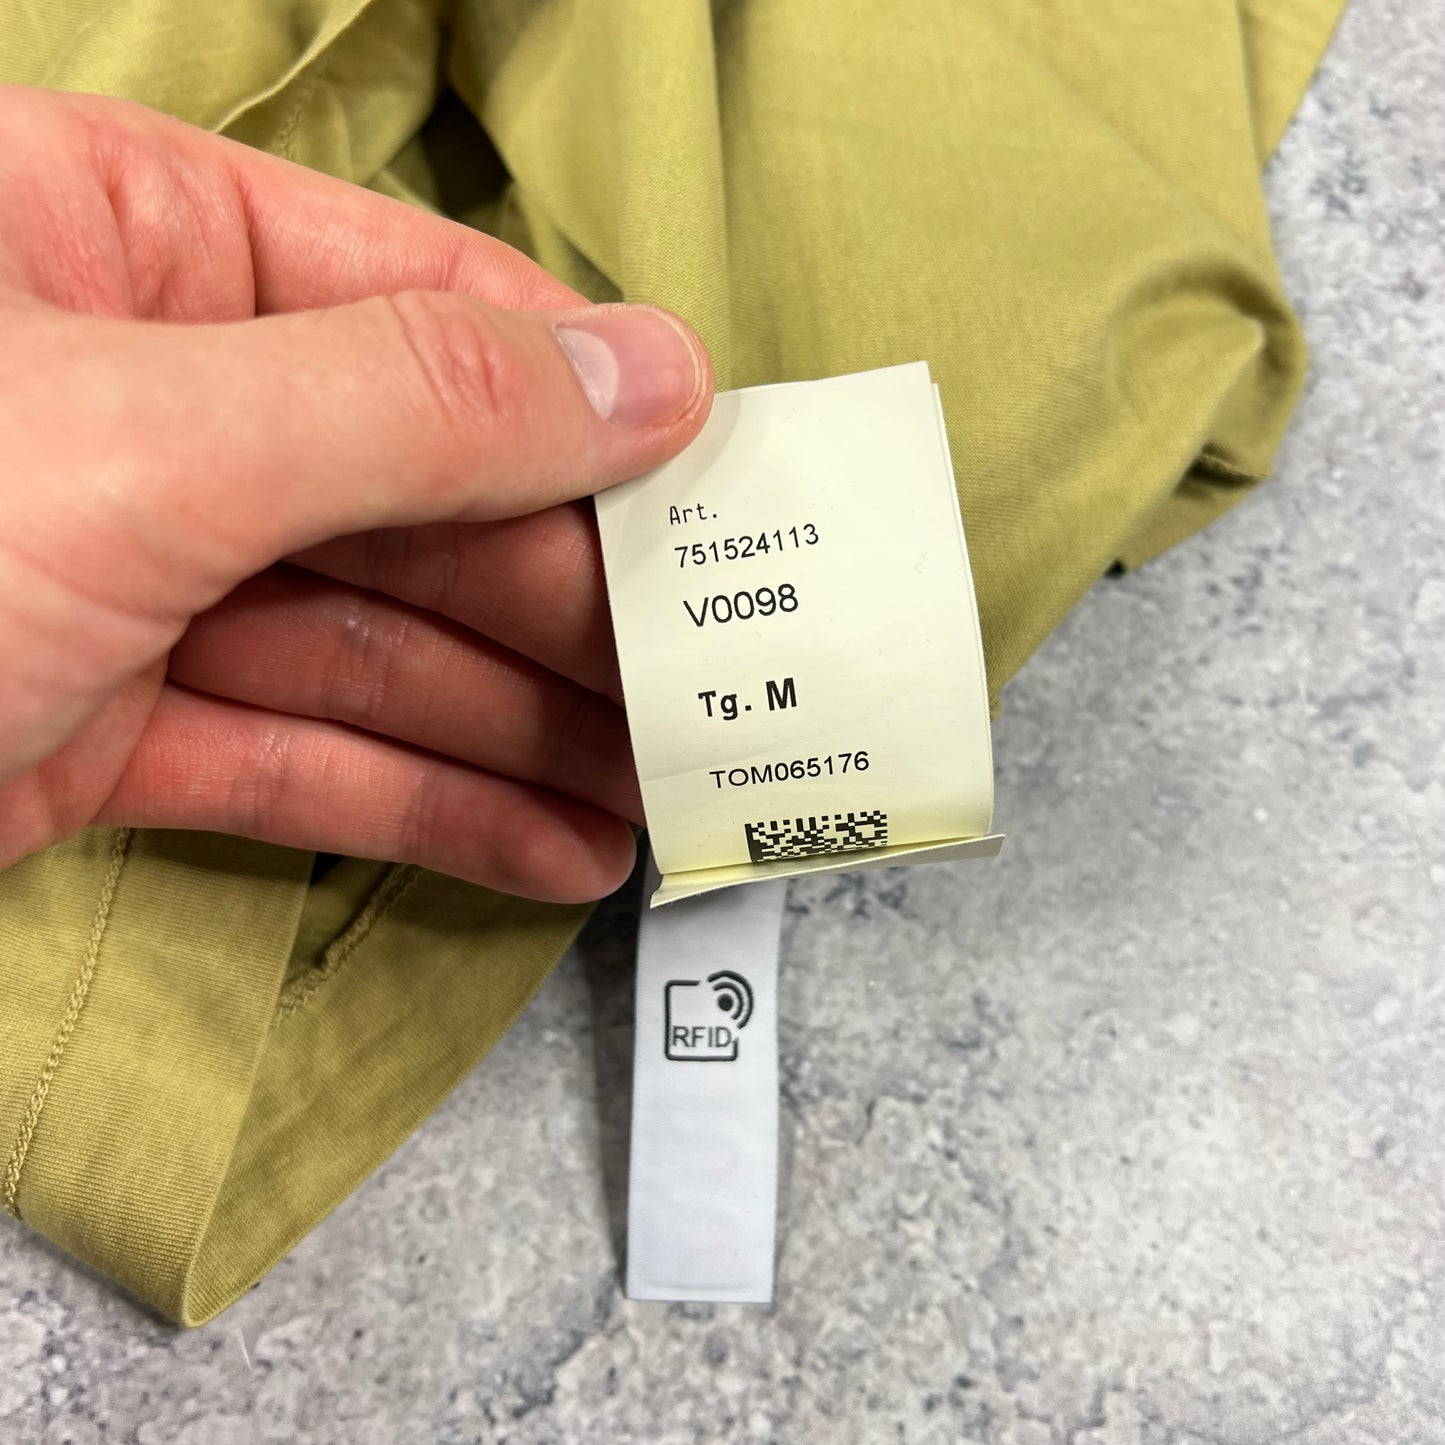 Art.
751524113
V0098
Tg. M
TOM065176
RFID